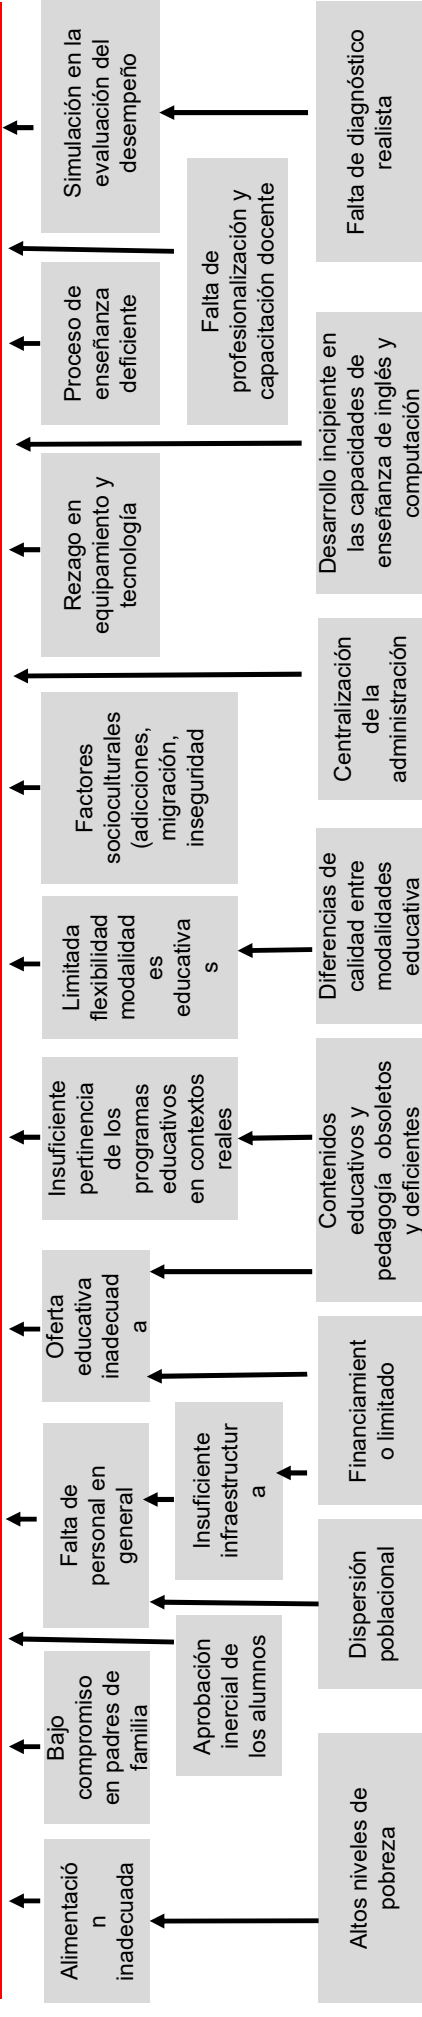 Alimentació
n
inadecuada
Bajo
compromiso
en padres de
familia
Falta de
personal en
general
Oferta
educativa
inadecuad
a
Insuficiente
pertinencia
de los
programas
educativos
en contextos
reales
Limitada
flexibilidad
modalidad
es
educativa
s
Factores
socioculturales
(adicciones,
migración,
inseguridad
Rezago en
equipamiento y
tecnología
Proceso de
enseñanza
deficiente
Simulación en la
evaluación del
desempeño
Aprobación
inercial de
los alumnos
Insuficiente
infraestructur
a
Falta de
profesionalización y
capacitación docente
Altos niveles de
pobreza
Dispersión
poblacional
Financiamient
o limitado
Contenidos
educativos y
pedagogía obsoletos
y deficientes
Diferencias de
calidad entre
modalidades
educativa
Centralización
de la
administración
Desarrollo incipiente en
las capacidades de
enseñanza de inglés y
computación
Falta de diagnóstico
realista